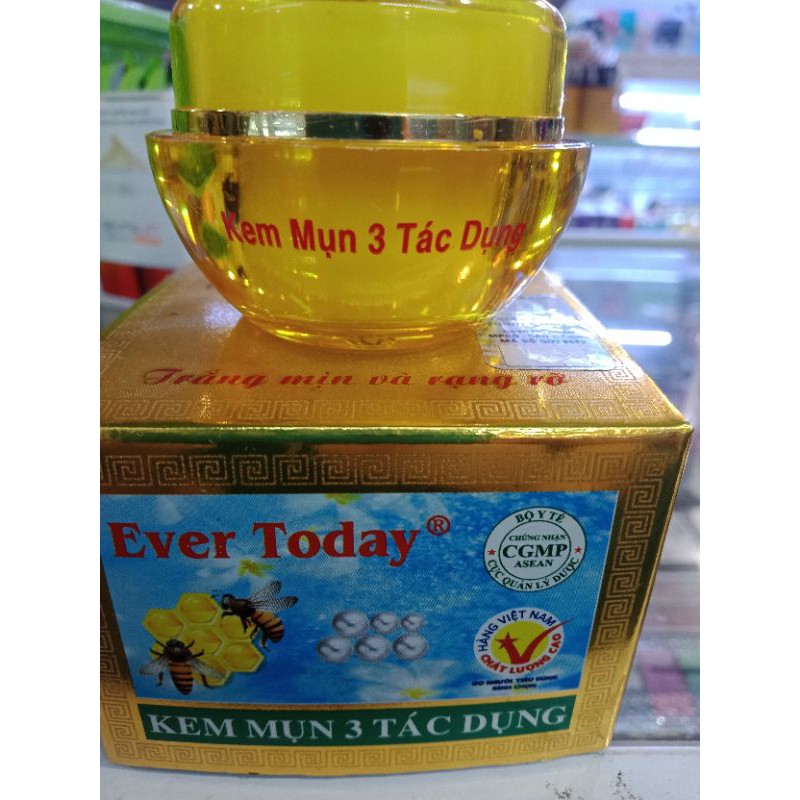 Kem Mụn 3 Tác Dụng
Trắng mịn và rạng rỡ
Ever Today®
BỘ Y TẾ
CHỨNG NHẬN
CGMP
ASEAN
CỤC QUẢN LÝ DƯỢC
HÀNG VIỆT NAM
CHẤT LƯỢNG CAO
DO NGƯỜI TIÊU DÙNG
BÌNH CHỌN
KEM MỤN 3 TÁC DỤNG